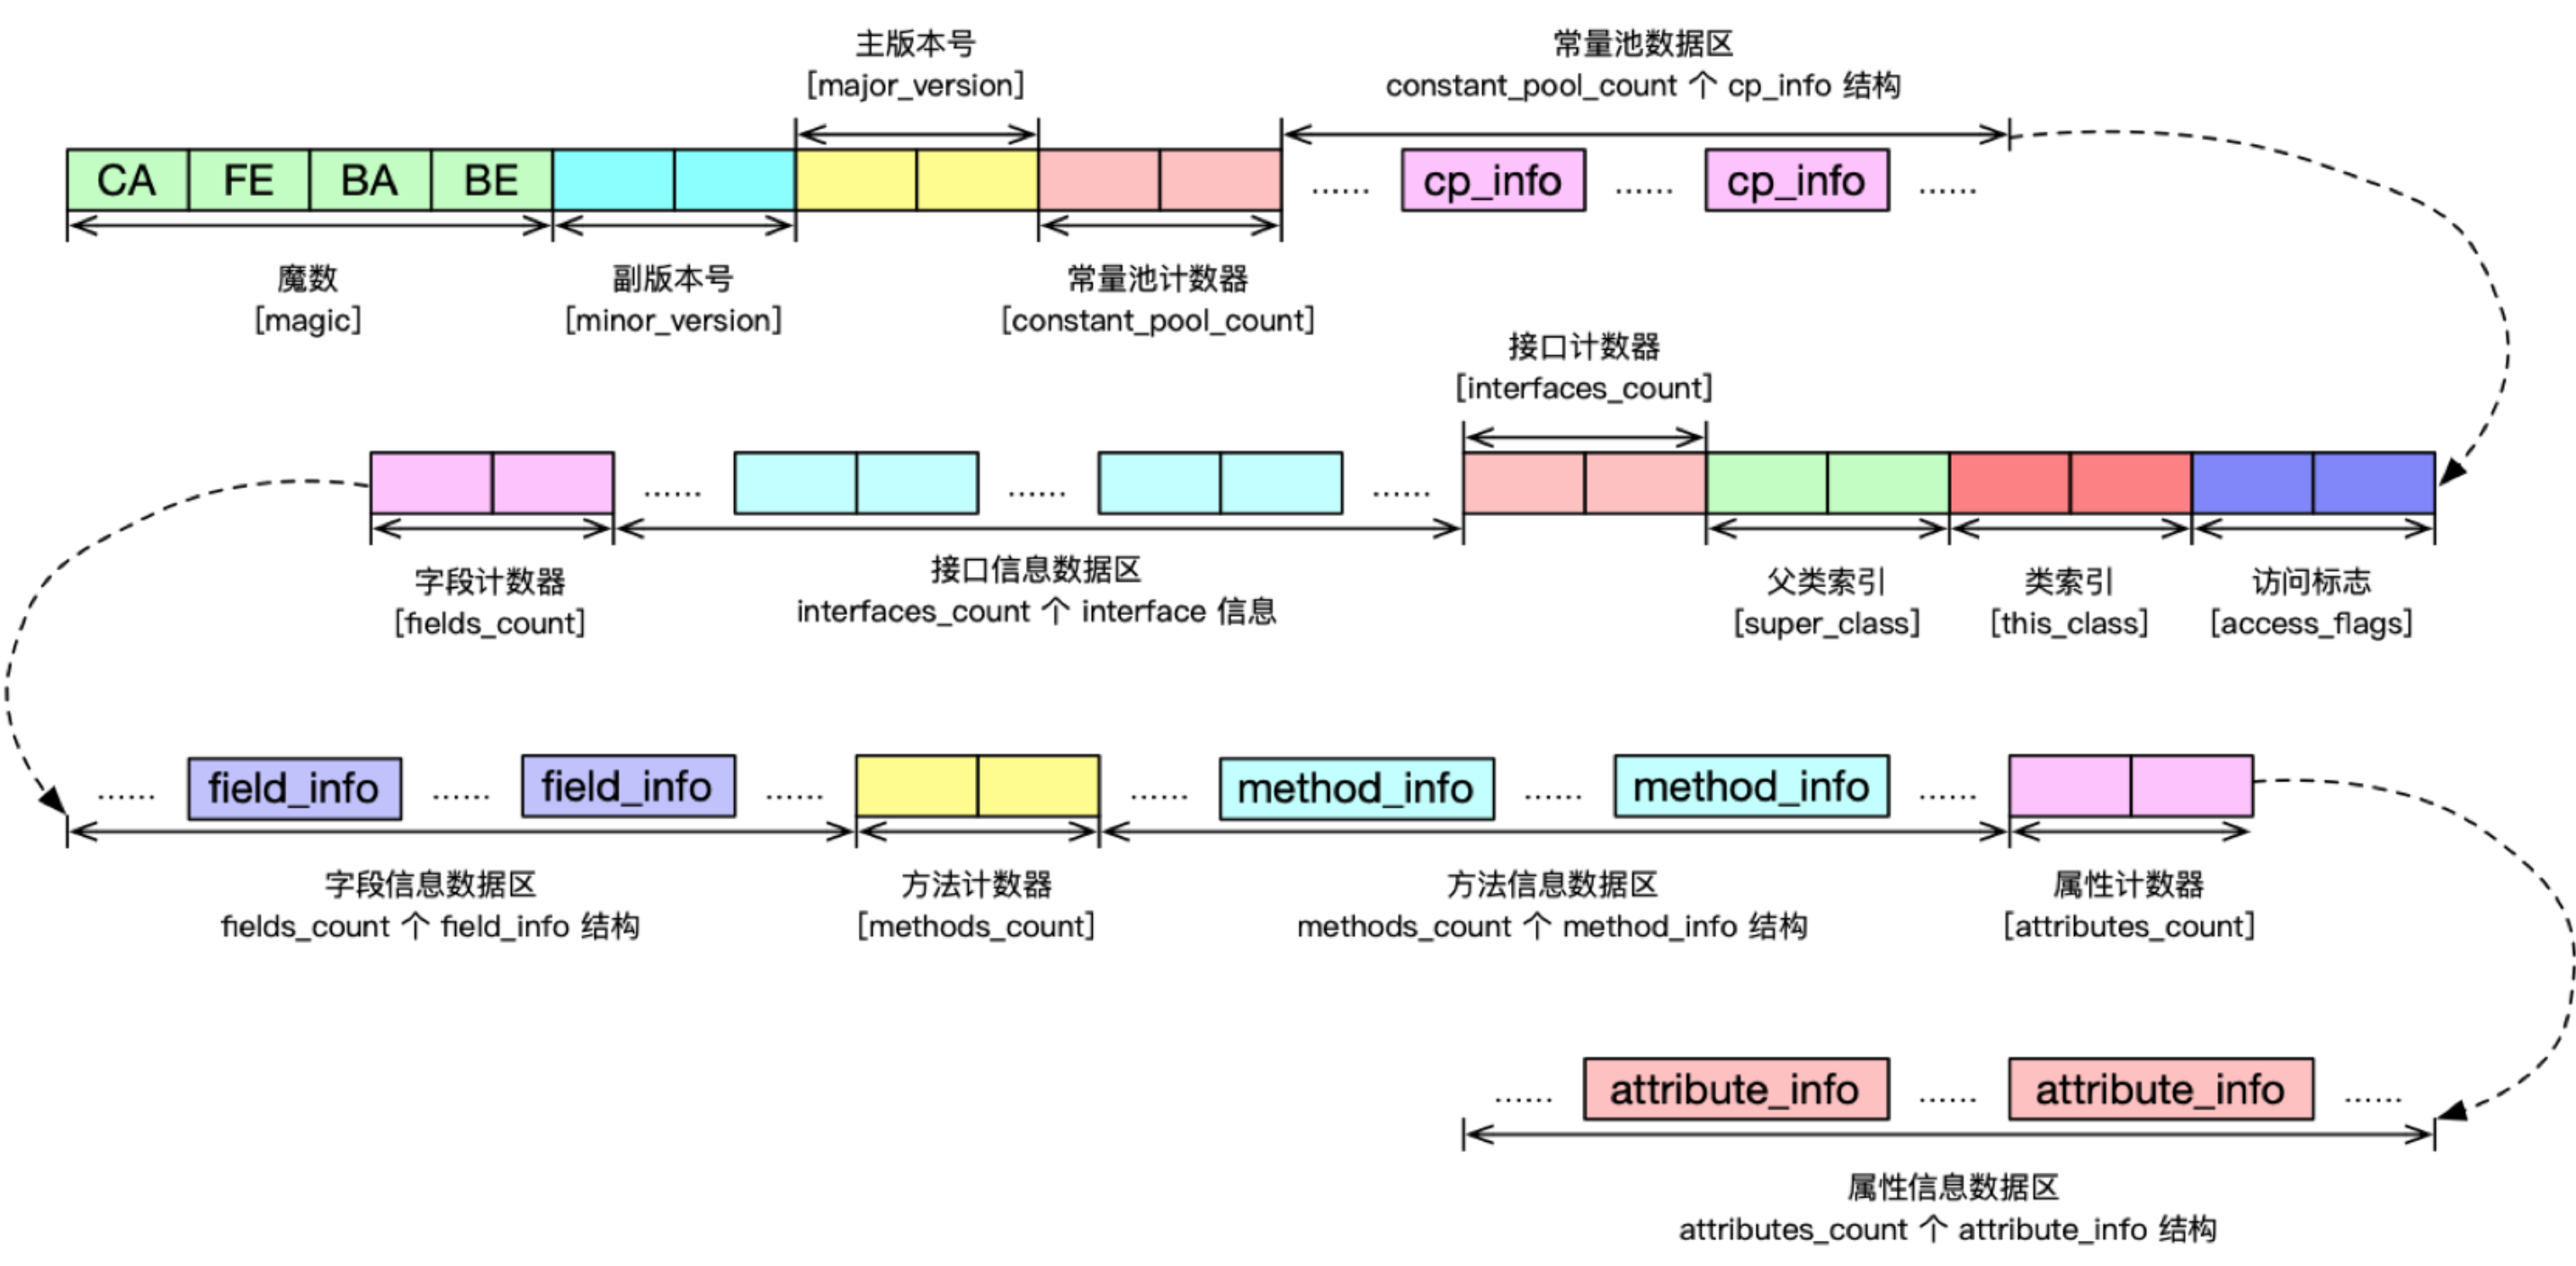 主版本号
[major_version]
常量池数据区
constant_pool_count 个 cp_info 结构
CA FE BA BE ...... cp_info ...... cp_info ......
魔数
[magic]
副版本号
[minor_version]
常量池计数器
[constant_pool_count]
接口计数器
[interfaces_count]
...... ...... ......
字段计数器
[fields_count]
接口信息数据区
interfaces_count 个 interface 信息
父类索引
[super_class]
类索引
[this_class]
访问标志
[access_flags]
...... field_info ...... field_info ...... ...... method_info ...... method_info ......
字段信息数据区
fields_count 个 field_info 结构
方法计数器
[methods_count]
方法信息数据区
methods_count 个 method_info 结构
属性计数器
[attributes_count]
...... attribute_info ...... attribute_info ......
属性信息数据区
attributes_count 个 attribute_info 结构